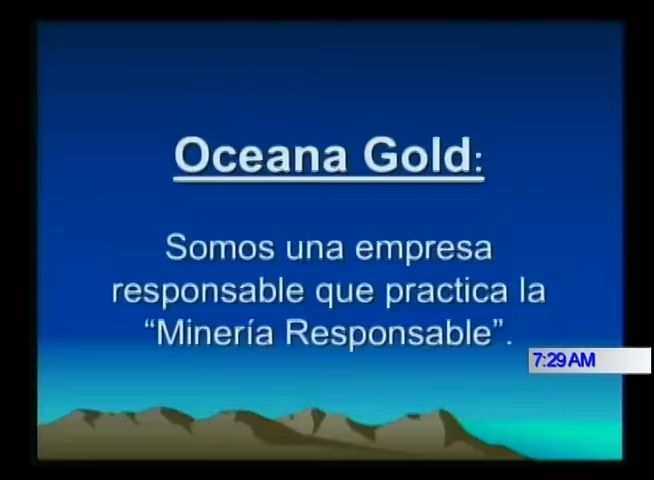 Oceana Gold:
Somos una empresa
responsable que practica la
“Minería Responsable”.
7:29 AM